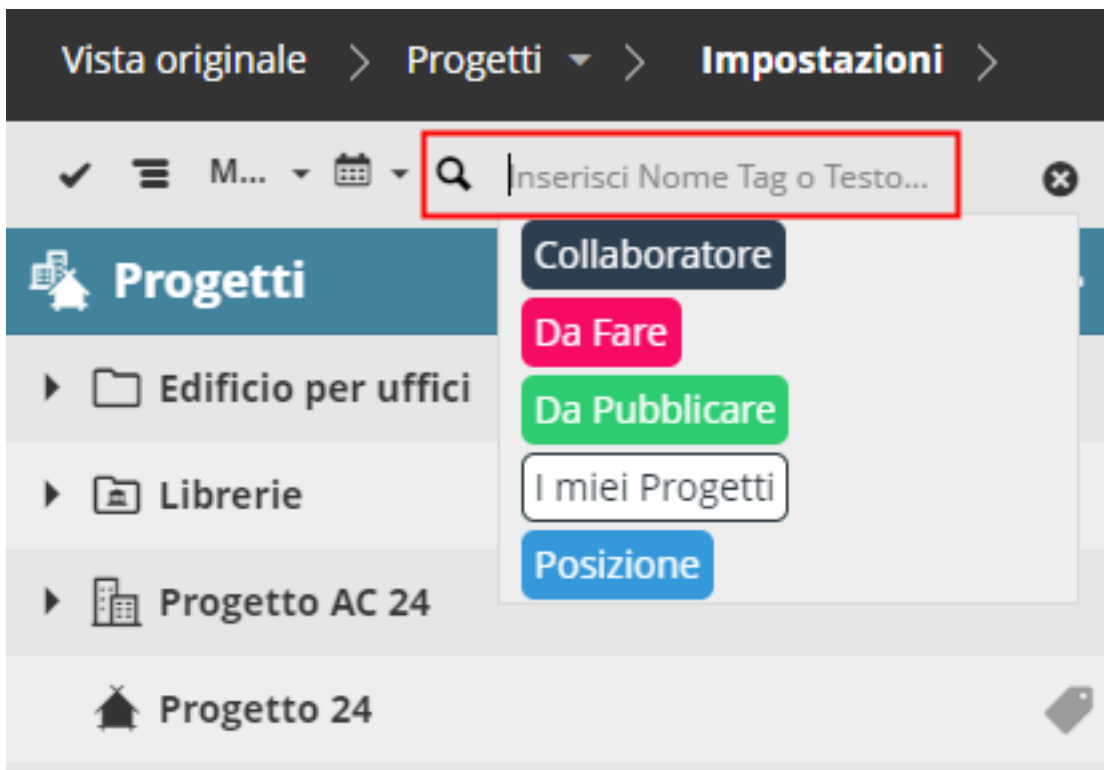 Vista originale > Progetti > Impostazioni >
M... Inserisci Nome Tag o Testo...
Progetti
Collaboratore
Da Fare
Edificio per uffici
Da Pubblicare
Librerie
I miei Progetti
Posizione
Progetto AC 24
Progetto 24